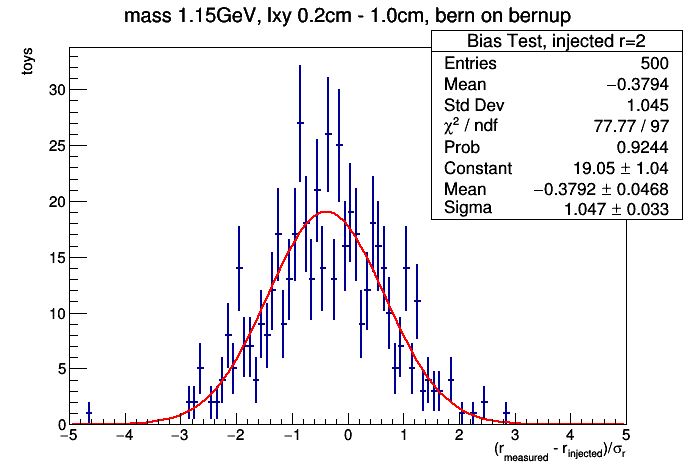 mass 1.15GeV, lxy 0.2cm - 1.0cm, bern on bernup
Bias Test, injected r=2
Entries 500
Mean −0.3794
Std Dev 1.045
χ² / ndf 77.77 / 97
Prob 0.9244
Constant 19.05 ± 1.04
Mean −0.3792 ± 0.0468
Sigma 1.047 ± 0.033
toys
30
25
20
15
10
5
0
−5 −4 −3 −2 −1 0 1 2 3 4 5
(r_measured - r_injected)/σ_r